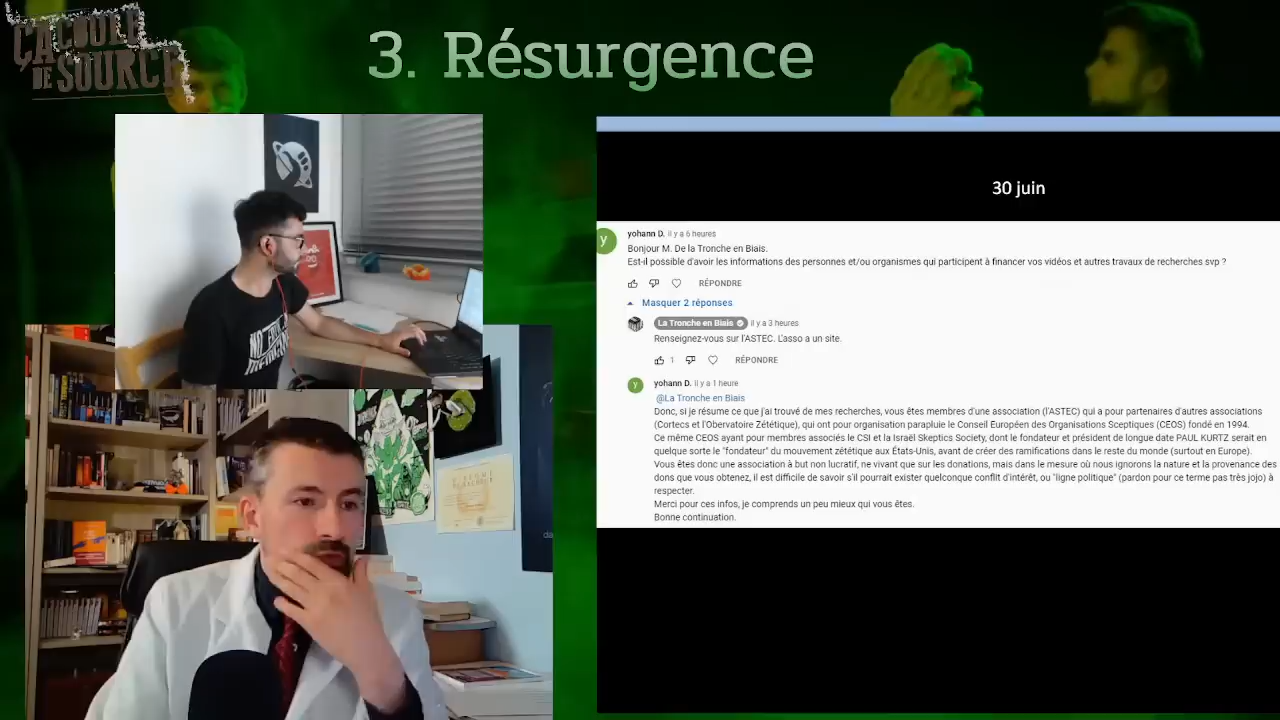 ÇA COULE
DE SOURCE
3. Résurgence
30 juin
y
yohann D. il y a 6 heures
Bonjour M. De la Tronche en Biais.
Est-il possible d'avoir les informations des personnes et/ou organismes qui participent à financer vos vidéos et autres travaux de recherches svp ?
RÉPONDRE
Masquer 2 réponses
La Tronche en Biais il y a 3 heures
Renseignez-vous sur l'ASTEC. L'asso a un site.
1 RÉPONDRE
y
yohann D. il y a 1 heure
@La Tronche en Biais
Donc, si je résume ce que j'ai trouvé de mes recherches, vous êtes membres d'une association (l'ASTEC) qui a pour partenaires d'autres associations
(Cortecs et l'Obervatoire Zététique), qui ont pour organisation parapluie le Conseil Européen des Organisations Sceptiques (CEOS) fondé en 1994.
Ce même CEOS ayant pour membres associés le CSI et la Israël Skeptics Society, dont le fondateur et président de longue date PAUL KURTZ serait en
quelque sorte le "fondateur" du mouvement zététique aux États-Unis, avant de créer des ramifications dans le reste du monde (surtout en Europe).
Vous êtes donc une association à but non lucratif, ne vivant que sur les donations, mais dans le mesure où nous ignorons la nature et la provenance des
dons que vous obtenez, il est difficile de savoir s'il pourrait exister quelconque conflit d'intérêt, ou "ligne politique" (pardon pour ce terme pas très jojo) à
respecter.
Merci pour ces infos, je comprends un peu mieux qui vous êtes.
Bonne continuation.